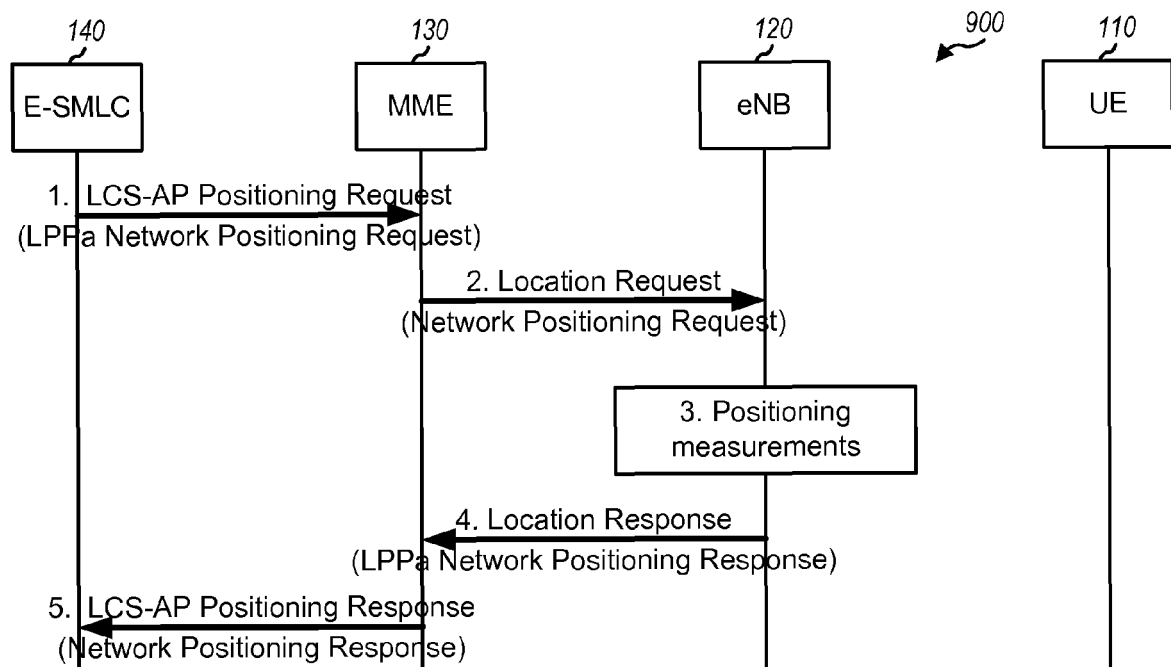 140
130
120
900
110
E-SMLC
MME
eNB
UE
1. LCS-AP Positioning Request
(LPPa Network Positioning Request)
2. Location Request
(Network Positioning Request)
3. Positioning
measurements
4. Location Response
(LPPa Network Positioning Response)
5. LCS-AP Positioning Response
(Network Positioning Response)